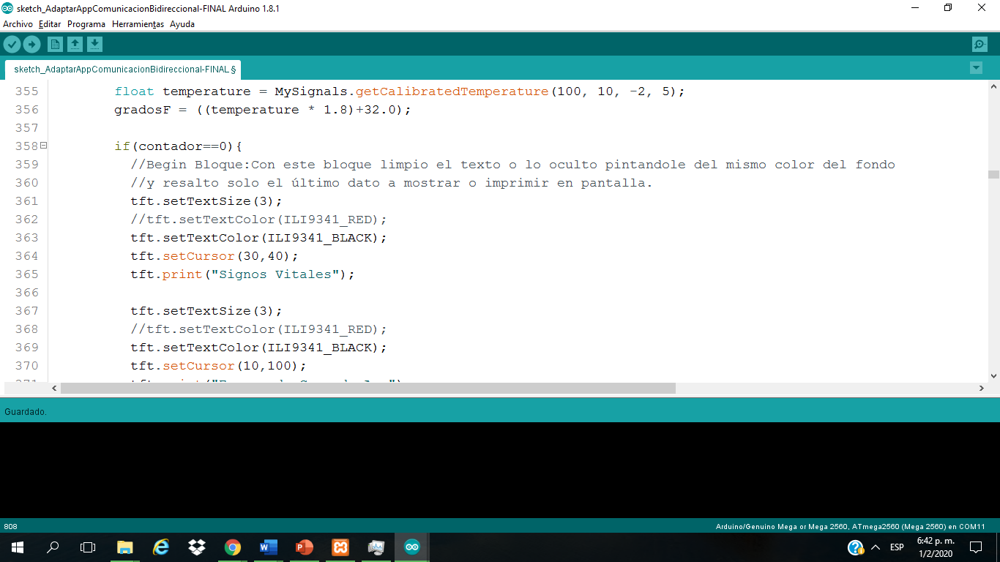 sketch_AdaptarAppComunicacionBidireccional-FINAL Arduino 1.8.1
Archivo Editar Programa Herramientas Ayuda
sketch_AdaptarAppComunicacionBidireccional-FINAL §
355 float temperature = MySignals.getCalibratedTemperature(100, 10, -2, 5);
356 gradosF = ((temperature * 1.8)+32.0);
357
358 if(contador==0){
359 //Begin Bloque:Con este bloque limpio el texto o lo oculto pintandole del mismo color del fondo
360 //y resalto solo el último dato a mostrar o imprimir en pantalla.
361 tft.setTextSize(3);
362 //tft.setTextColor(ILI9341_RED);
363 tft.setTextColor(ILI9341_BLACK);
364 tft.setCursor(30,40);
365 tft.print("Signos Vitales");
366
367 tft.setTextSize(3);
368 //tft.setTextColor(ILI9341_RED);
369 tft.setTextColor(ILI9341_BLACK);
370 tft.setCursor(10,100);
Guardado.
808 Arduino/Genuino Mega or Mega 2560, ATmega2560 (Mega 2560) en COM11
ESP
6:42 p. m.
1/2/2020